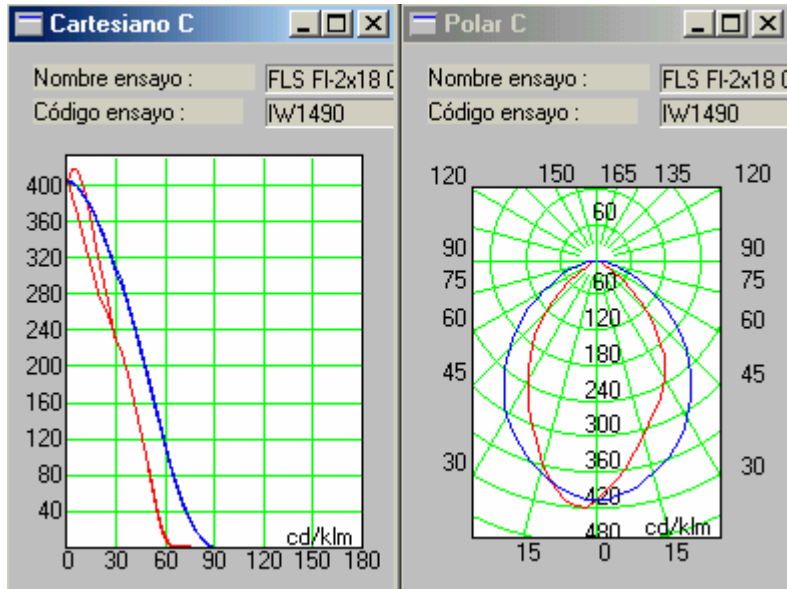 Cartesiano C
Nombre ensayo :
FLS FI-2x18
Código ensayo :
IW1490
400
360
320
280
240
200
160
120
80
40
cd/klm
0 30 60 90 120 150 180
Polar C
Nombre ensayo :
FLS FI-2x18
Código ensayo :
IW1490
120 150 165 135 120
60
90 90
75 60 75
60 120 60
180
45 240 45
300
30 360 30
420
480 cd/klm
15 0 15